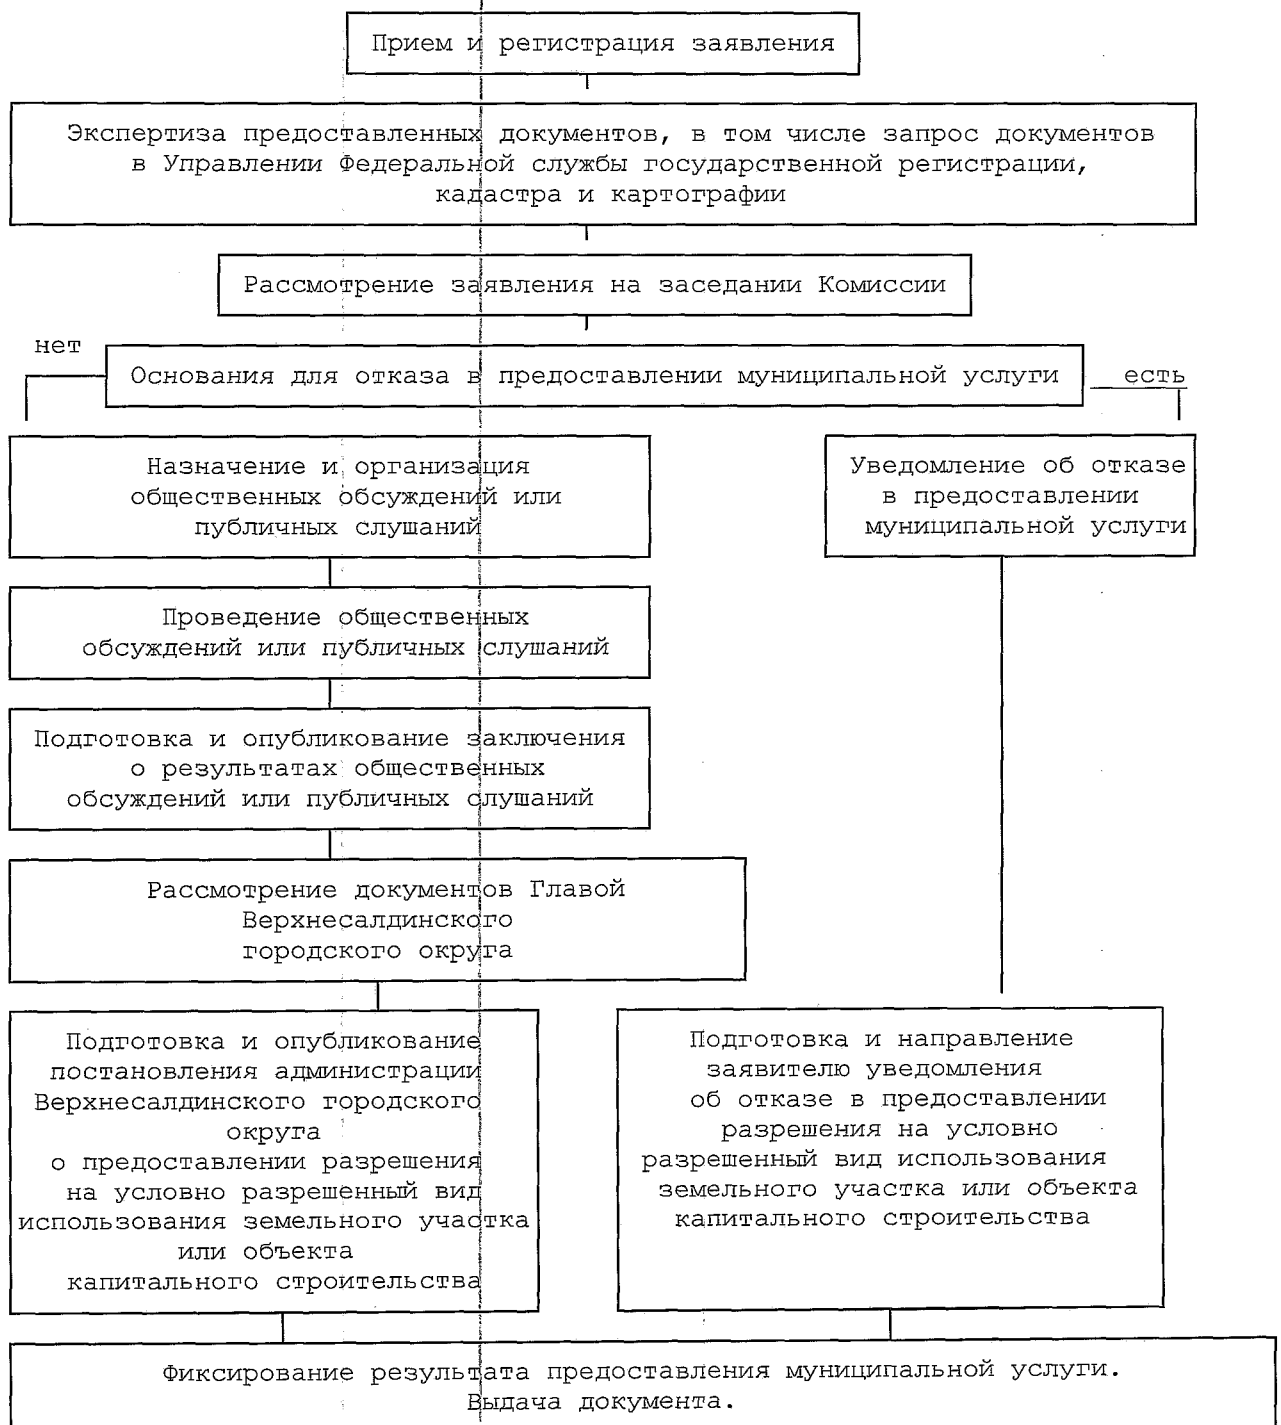 Прием и регистрация заявления
Экспертиза предоставленных документов, в том числе запрос документов
в Управлении Федеральной службы государственной регистрации,
кадастра и картографии
Рассмотрение заявления на заседании Комиссии
нет
Основания для отказа в предоставлении муниципальной услуги
есть
Назначение и организация
общественных обсуждений или
публичных слушаний
Уведомление об отказе
в предоставлении
муниципальной услуги
Проведение общественных
обсуждений или публичных слушаний
Подготовка и опубликование заключения
о результатах общественных
обсуждений или публичных слушаний
Рассмотрение документов Главой
Верхнесалдинского
городского округа
Подготовка и опубликование
постановления администрации
Верхнесалдинского городского
округа
о предоставлении разрешения
на условно разрешенный вид
использования земельного участка
или объекта
капитального строительства
Подготовка и направление
заявителю уведомления
об отказе в предоставлении
разрешения на условно
разрешенный вид использования
земельного участка или объекта
капитального строительства
Фиксирование результата предоставления муниципальной услуги.
Выдача документа.